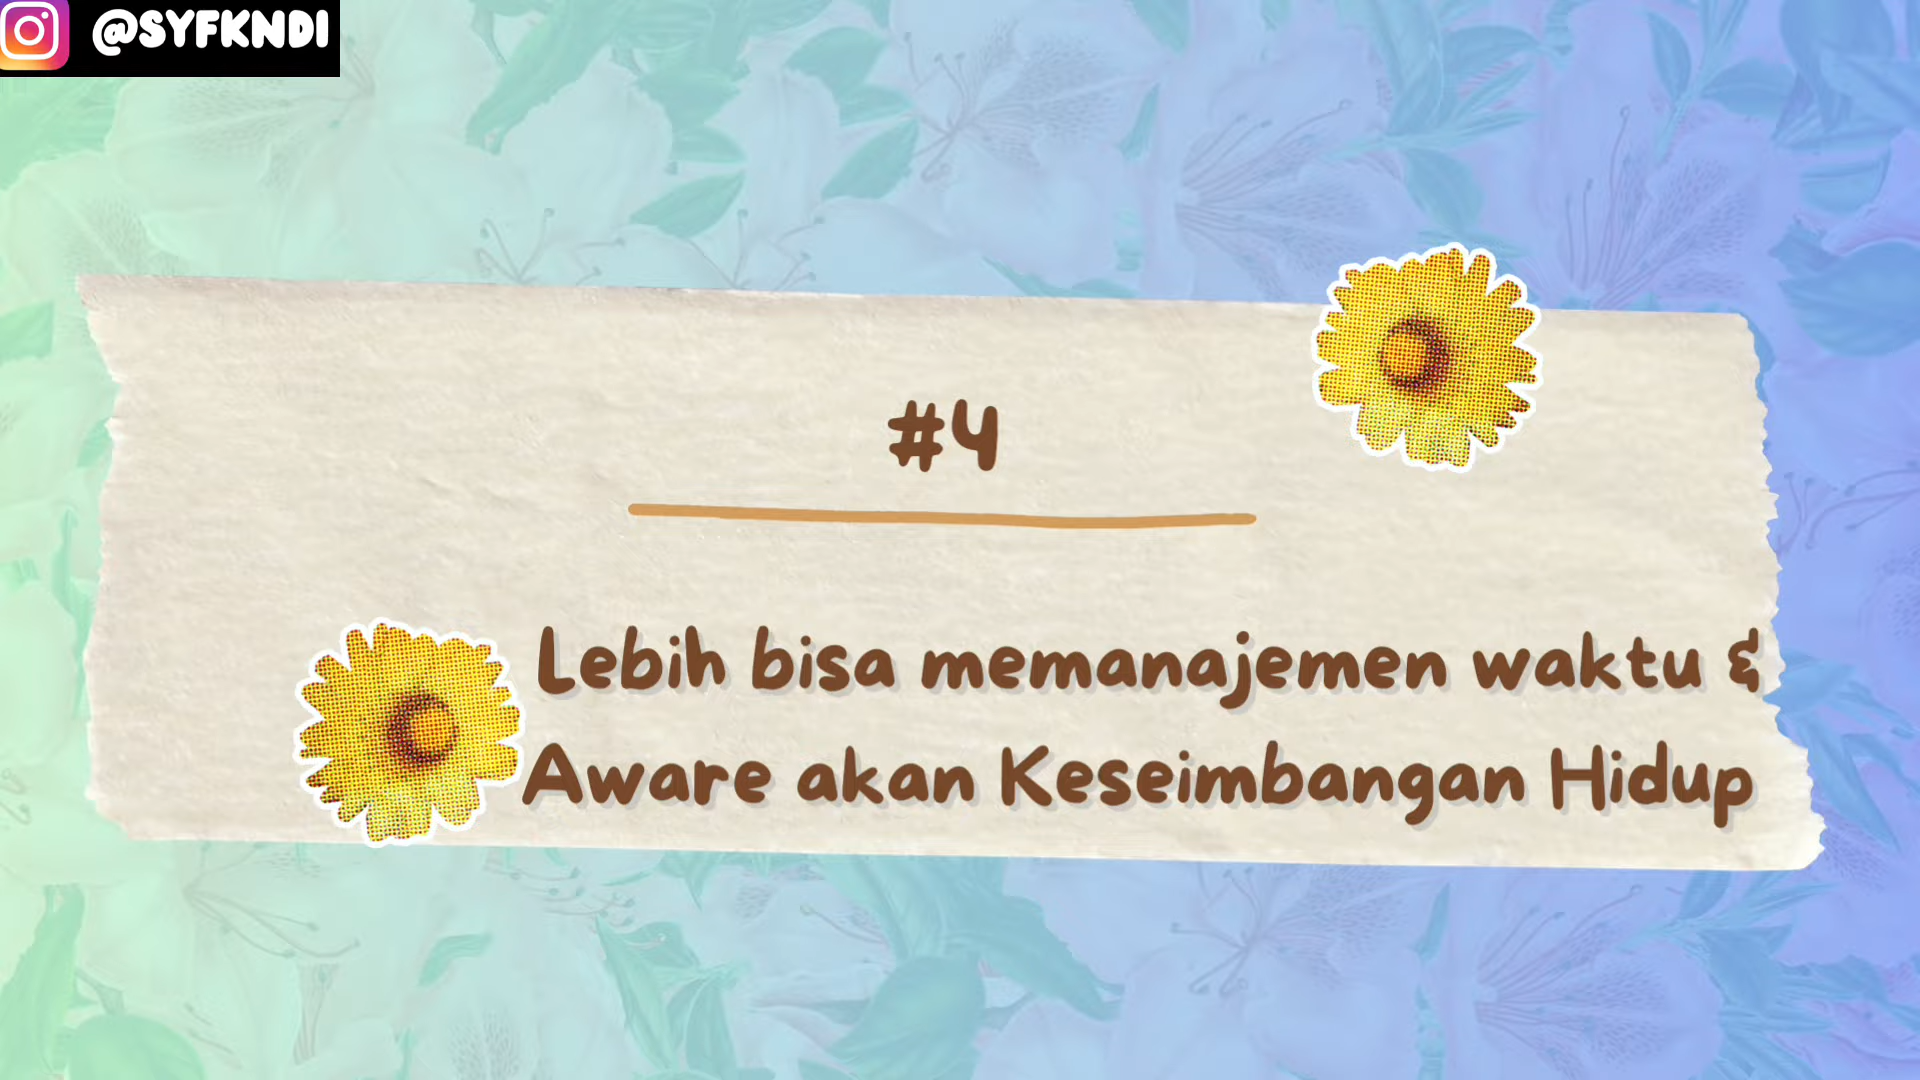 @SYFKNDI
#4
Lebih bisa memanajemen waktu &
Aware akan Keseimbangan Hidup